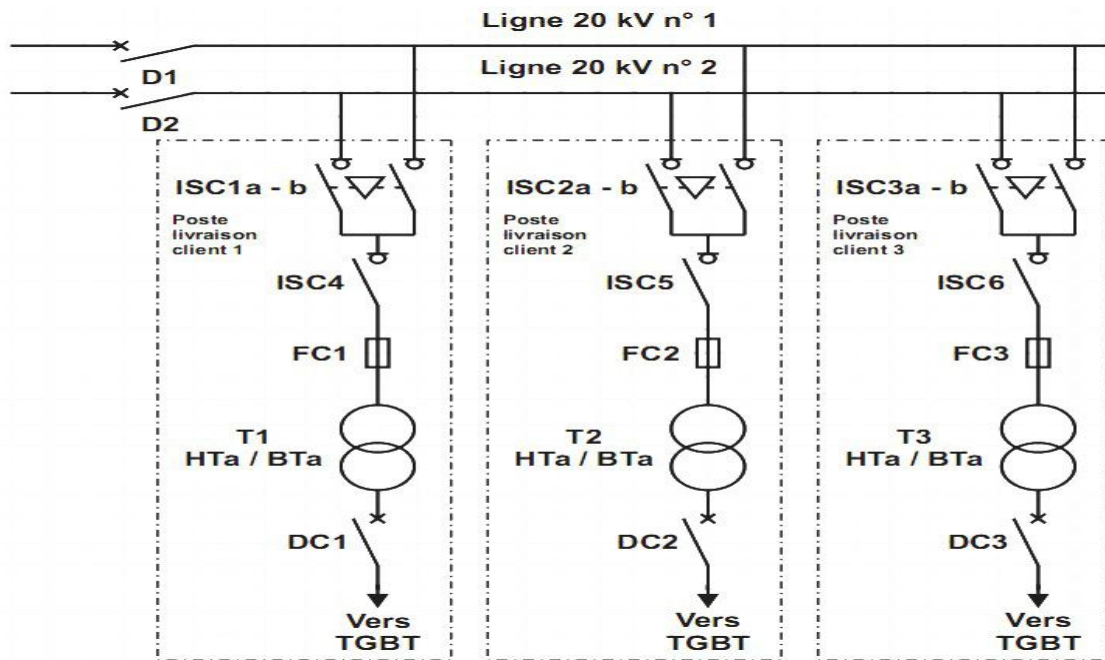 Ligne 20 kV n° 1
D1
Ligne 20 kV n° 2
D2
ISC1a - b
Poste
livraison
client 1
ISC4
FC1
T1
HTa / BTa
DC1
Vers
TGBT
ISC2a - b
Poste
livraison
client 2
ISC5
FC2
T2
HTa / BTa
DC2
Vers
TGBT
ISC3a - b
Poste
livraison
client 3
ISC6
FC3
T3
HTa / BTa
DC3
Vers
TGBT